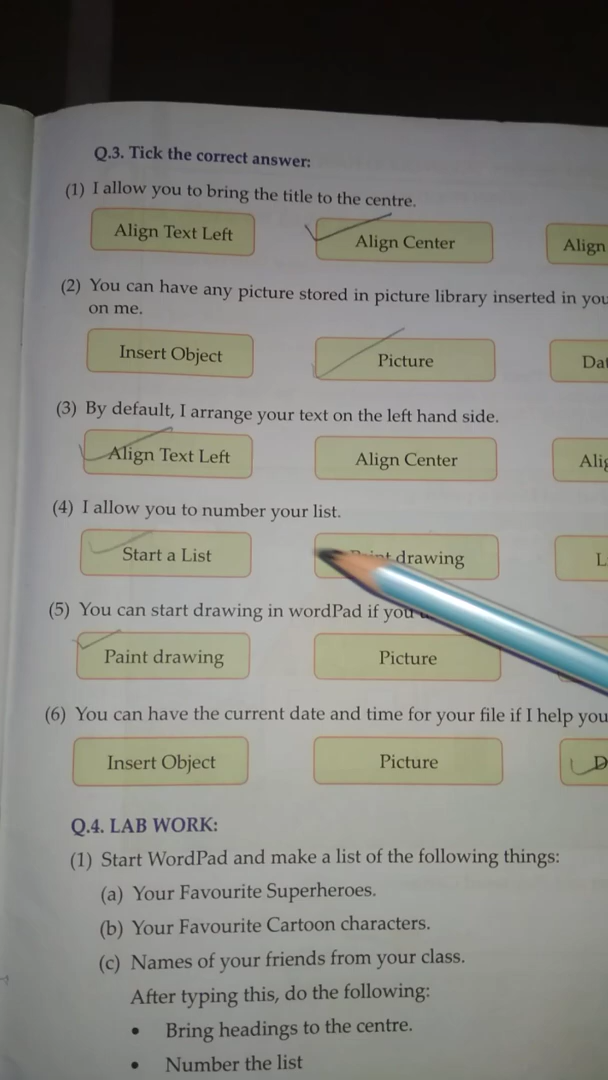 Q.3. Tick the correct answer:
(1) I allow you to bring the title to the centre.
Align Text Left Align Center Align
(2) You can have any picture stored in picture library inserted in
on me.
Insert Object Picture
(3) By default, I arrange your text on the left hand side.
Align Text Left Align Center
(4) I allow you to number your list.
Start a List drawing
(5) You can start drawing in wordPad if you
Paint drawing Picture
(6) You can have the current date and time for your file if I help you
Insert Object Picture D
Q.4. LAB WORK:
(1) Start WordPad and make a list of the following things:
(a) Your Favourite Superheroes.
(b) Your Favourite Cartoon characters.
(c) Names of your friends from your class.
After typing this, do the following:
• Bring headings to the centre.
• Number the list